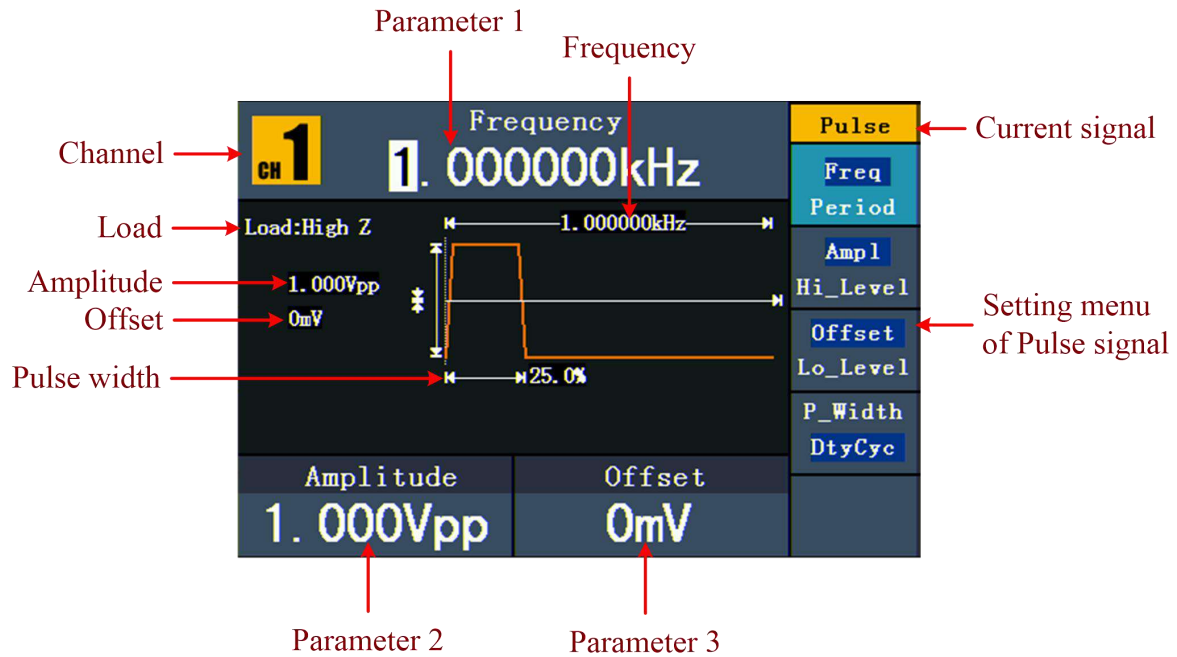 Parameter 1
Frequency
Channel
CH 1
Frequency
1.000000kHz
Pulse
Current signal
Freq
Period
Load
Load:High Z
1.000000kHz
Amplitude
1.000Vpp
Ampl
Hi_Level
Offset
0mV
Offset
Lo_Level
Setting menu
of Pulse signal
Pulse width
25.0%
P_Width
DtyCyc
Amplitude
1.000Vpp
Offset
0mV
Parameter 2
Parameter 3